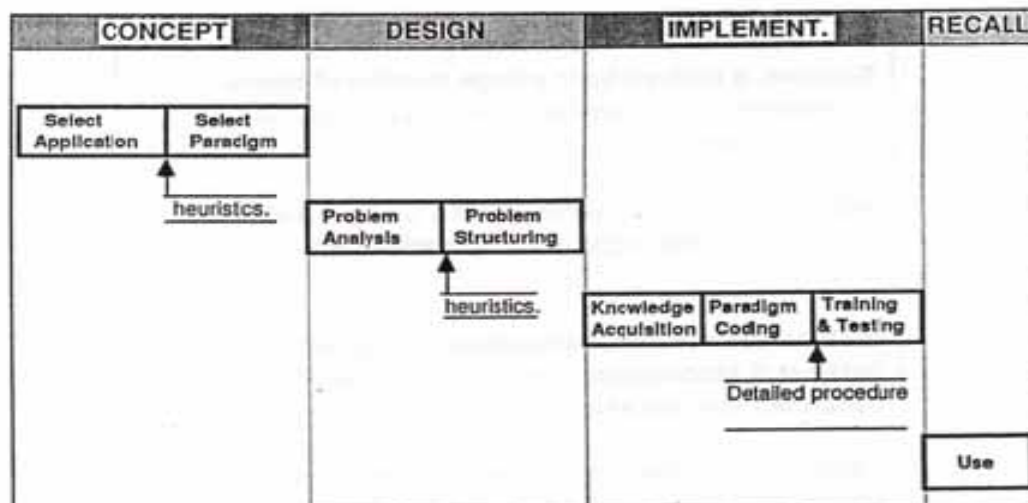 CONCEPT DESIGN IMPLEMENT. RECALL
Select Application
Select Paradigm
heuristcs.
Problem Analysis
Problem Structuring
heuristics.
Knowledge Acquisition
Paradigm Coding
Training & Testing
Detailed procedure
Use